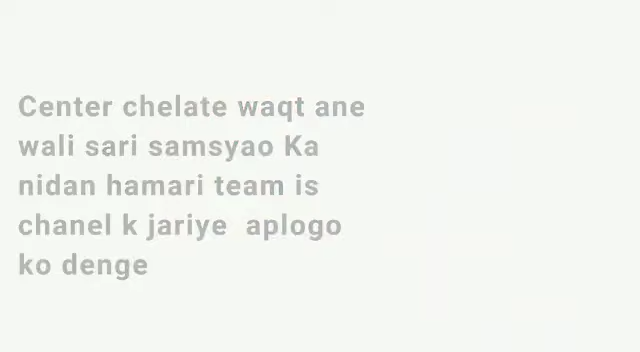 Center chelate waqt ane
wali sari samsyao Ka
nidan hamari team is
chanel k jariye  aplogo
ko denge